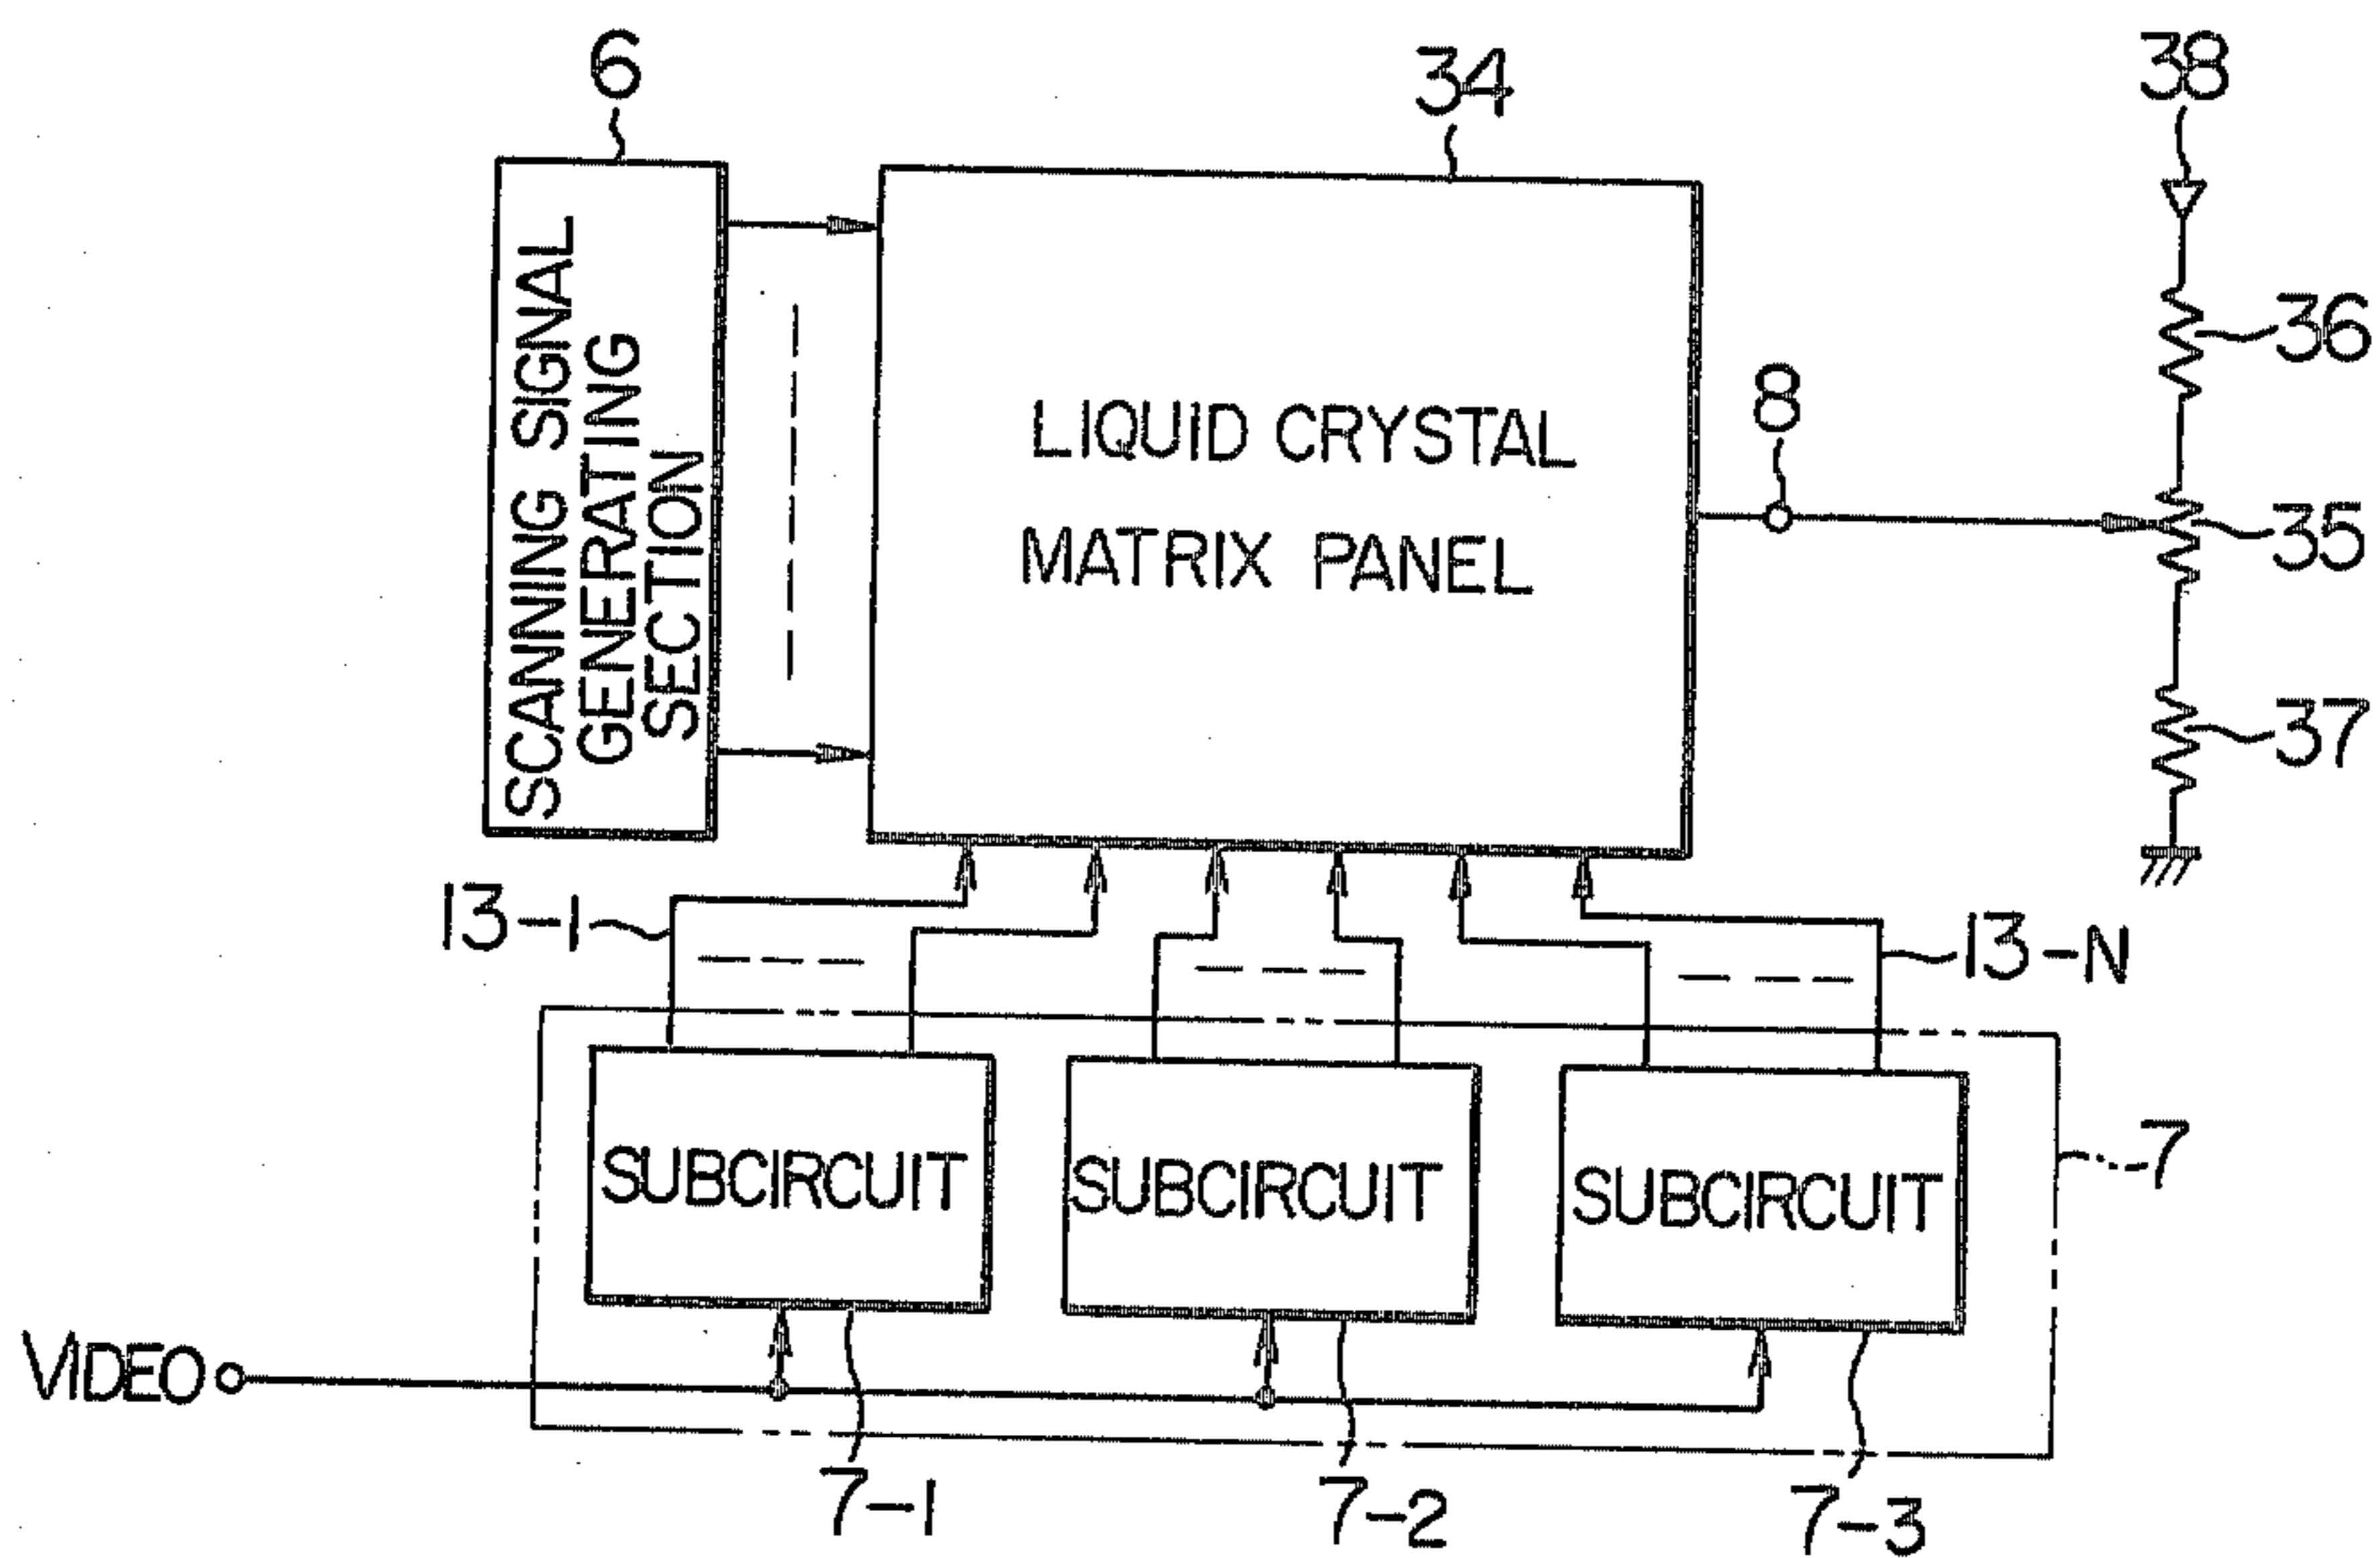 6
34
38
SCANNING SIGNAL
GENERATING
SECTION
LIQUID CRYSTAL
MATRIX PANEL
8
36
35
37
13-1
13-N
SUBCIRCUIT
SUBCIRCUIT
SUBCIRCUIT
7
VIDEO
7-1
7-2
7-3